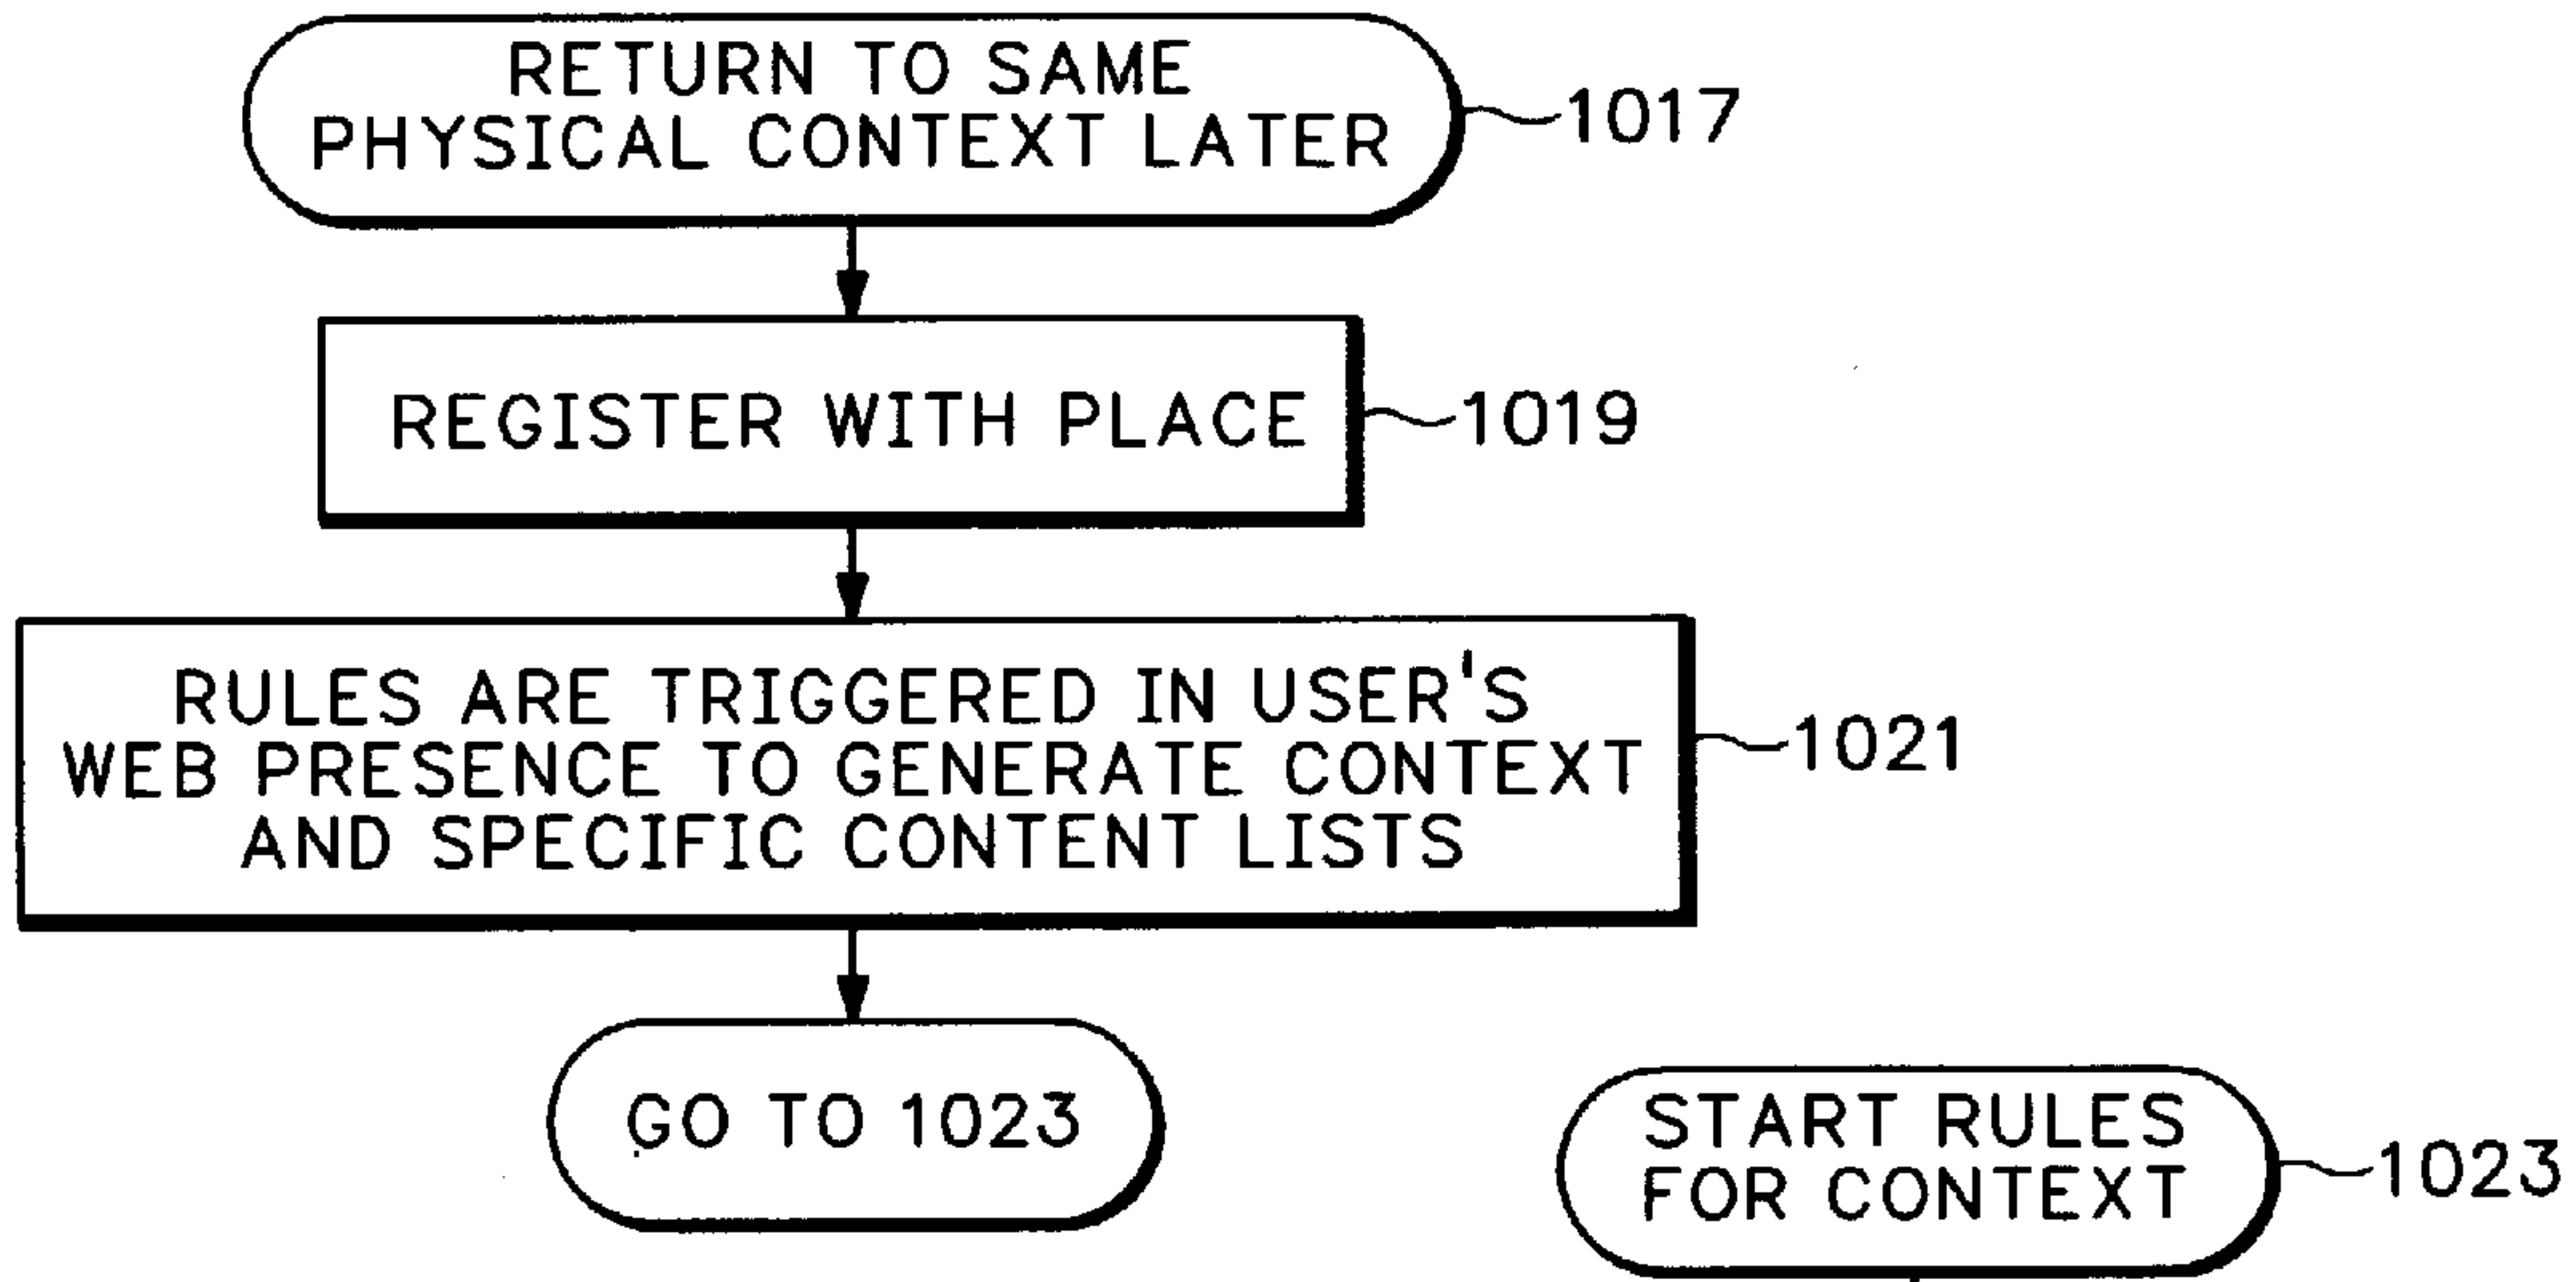 RETURN TO SAME
PHYSICAL CONTEXT LATER
1017
REGISTER WITH PLACE
1019
RULES ARE TRIGGERED IN USER'S
WEB PRESENCE TO GENERATE CONTEXT
AND SPECIFIC CONTENT LISTS
1021
GO TO 1023
START RULES
FOR CONTEXT
1023